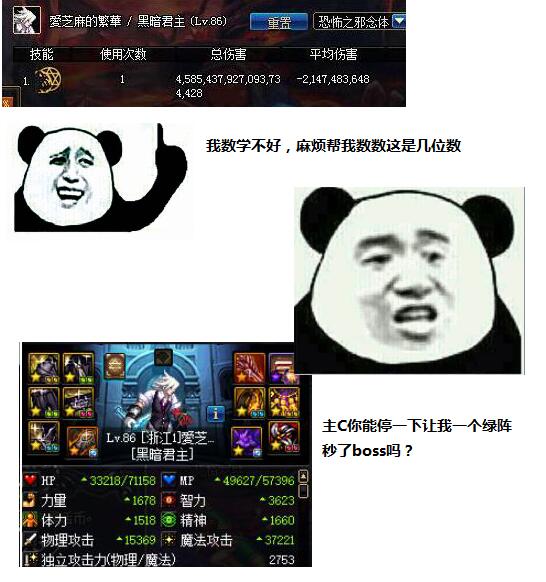 愛芝麻的繁華 / 黑暗君主 (Lv.86) 重置 恐怖之邪念体
技能 使用次数 总伤害 平均伤害
1. 1 4,585,437,927,093,73 -2,147,483,648
4,428
我数学不好，麻烦帮我数数这是几位数
主C你能停一下让我一个绿阵
秒了boss吗？
Lv.86 [浙江1]愛芝...
[黑暗君主]
HP 33218/71158 MP 49627/57396
力量 1678 智力 3623
体力 1518 精神 1660
物理攻击 15369 魔法攻击 37221
独立攻击力(物理/魔法) 2753